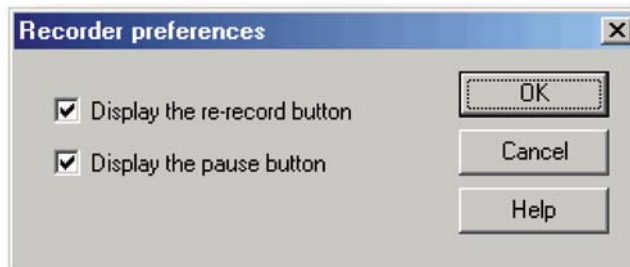 Recorder preferences
Display the re-record button
Display the pause button
OK
Cancel
Help